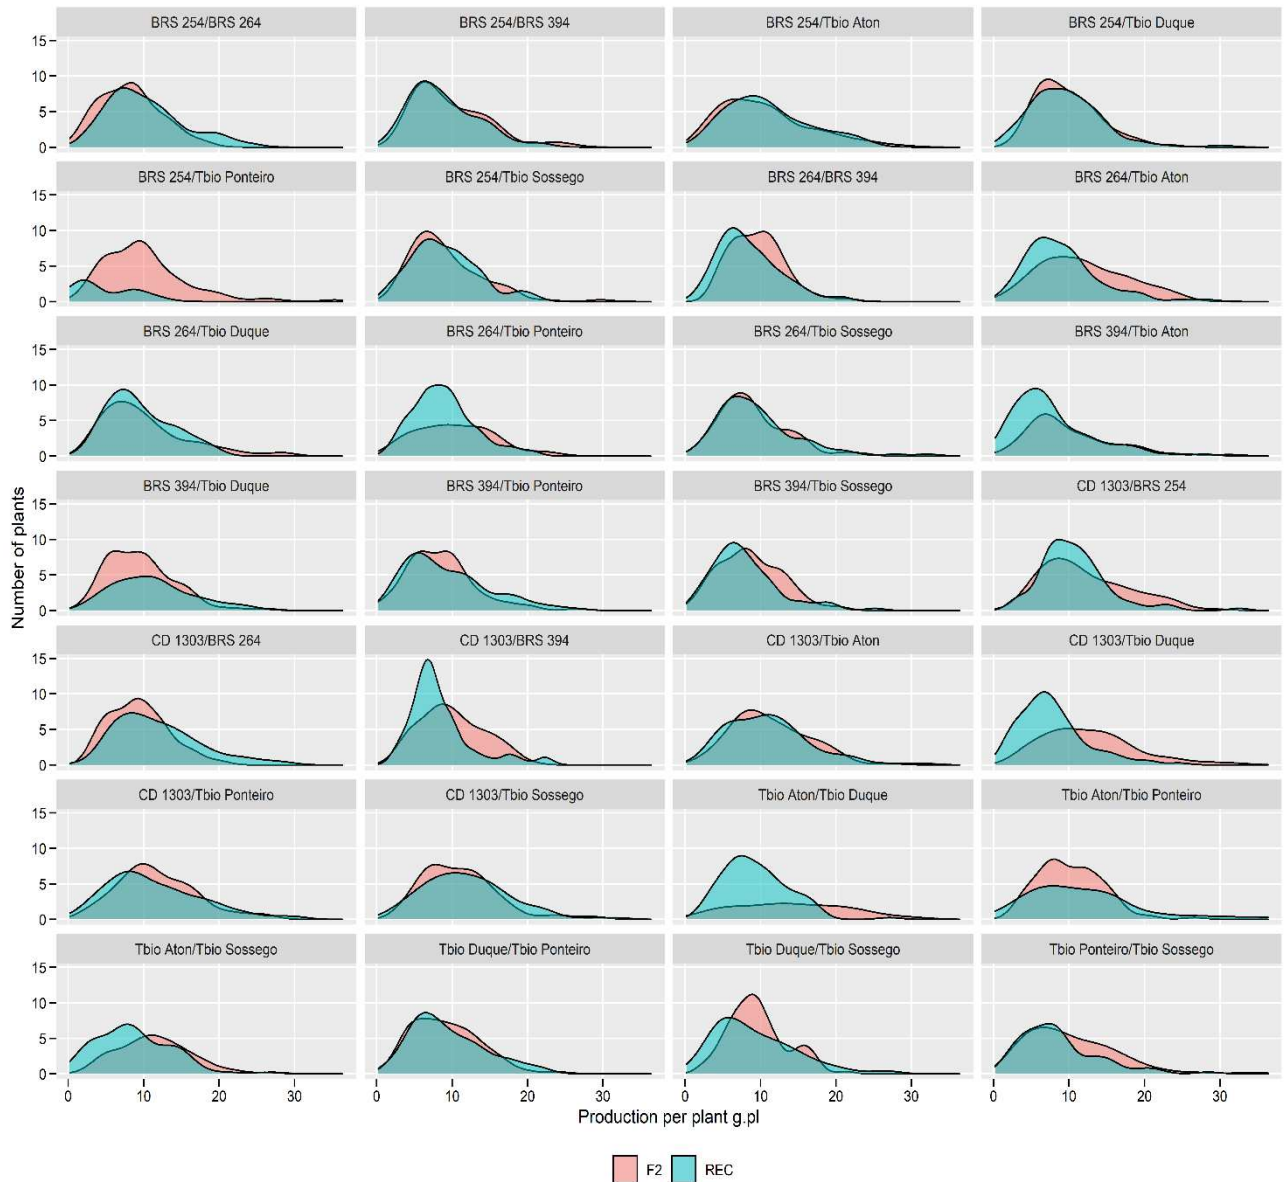 BRS 254/BRS 264 BRS 254/BRS 394 BRS 254/Tbio Aton BRS 254/Tbio Duque
15
10
5
0
BRS 254/Tbio Ponteiro BRS 254/Tbio Sossego BRS 264/BRS 394 BRS 264/Tbio Aton
15
10
5
0
BRS 264/Tbio Duque BRS 264/Tbio Ponteiro BRS 264/Tbio Sossego BRS 394/Tbio Aton
15
10
5
0
BRS 394/Tbio Duque BRS 394/Tbio Ponteiro BRS 394/Tbio Sossego CD 1303/BRS 254
15
10
5
0
Number of plants
CD 1303/BRS 264 CD 1303/BRS 394 CD 1303/Tbio Aton CD 1303/Tbio Duque
15
10
5
0
CD 1303/Tbio Ponteiro CD 1303/Tbio Sossego Tbio Aton/Tbio Duque Tbio Aton/Tbio Ponteiro
15
10
5
0
Tbio Aton/Tbio Sossego Tbio Duque/Tbio Ponteiro Tbio Duque/Tbio Sossego Tbio Ponteiro/Tbio Sossego
15
10
5
0
0 10 20 30 0 10 20 30 0 10 20 30 0 10 20 30
Production per plant g.pl
F2 REC